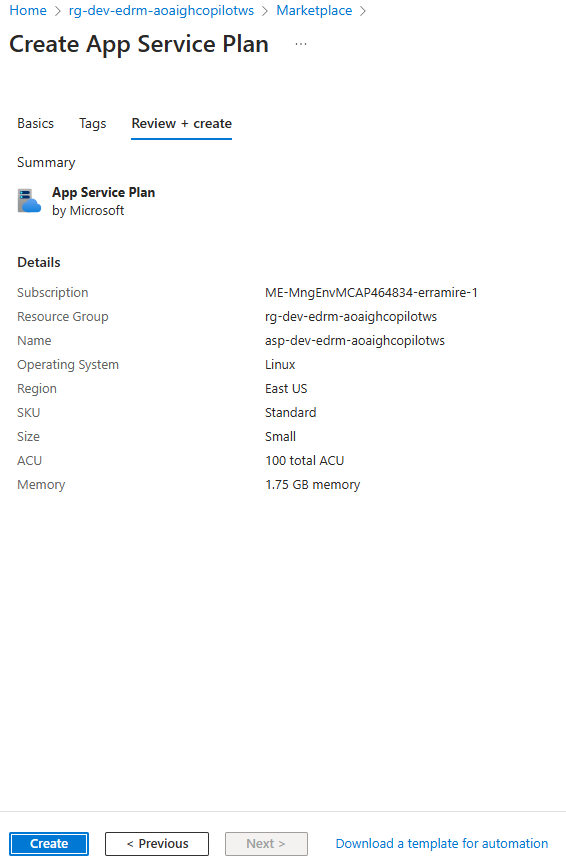 Home > rg-dev-edrm-aoaighcopilotws > Marketplace >
Create App Service Plan ...
Basics Tags Review + create
Summary
App Service Plan
by Microsoft
Details
Subscription ME-MngEnvMCAP464834-erramire-1
Resource Group rg-dev-edrm-aoaighcopilotws
Name asp-dev-edrm-aoaighcopilotws
Operating System Linux
Region East US
SKU Standard
Size Small
ACU 100 total ACU
Memory 1.75 GB memory
Create < Previous Next > Download a template for automation